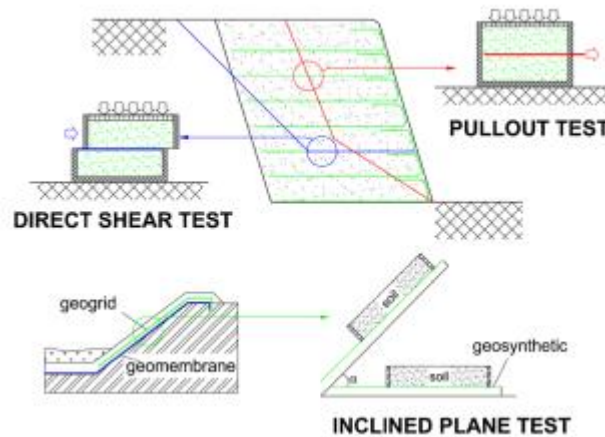 PULLOUT TEST
DIRECT SHEAR TEST
geogrid
geomembrane
soil
α
geosynthetic
soil
INCLINED PLANE TEST